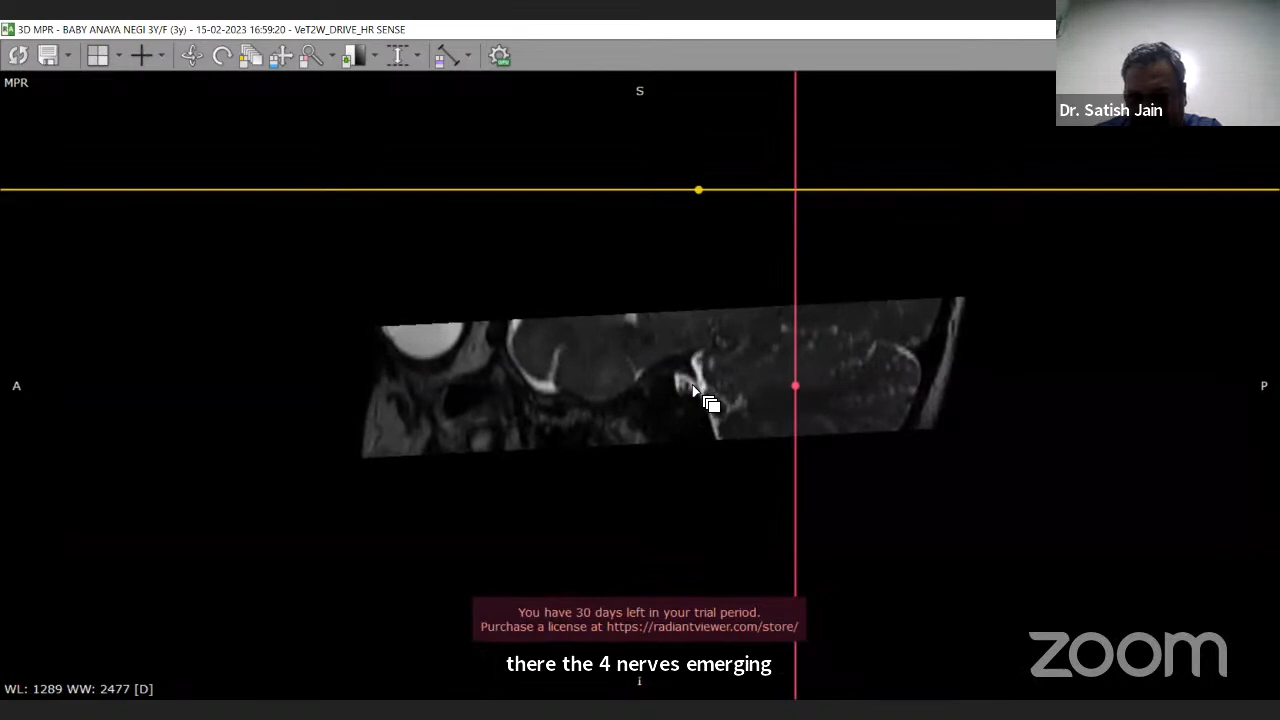 3D MPR - BABY ANAYA NEGI 3Y/F (3y) - 15-02-2023 16:59:20 - VeT2W_DRIVE_HR SENSE
MPR
S
Dr. Satish Jain
A
P
You have 30 days left in your trial period.
Purchase a license at https://radiantviewer.com/store/
there the 4 nerves emerging
I
WL: 1289 WW: 2477 [D]
zoom